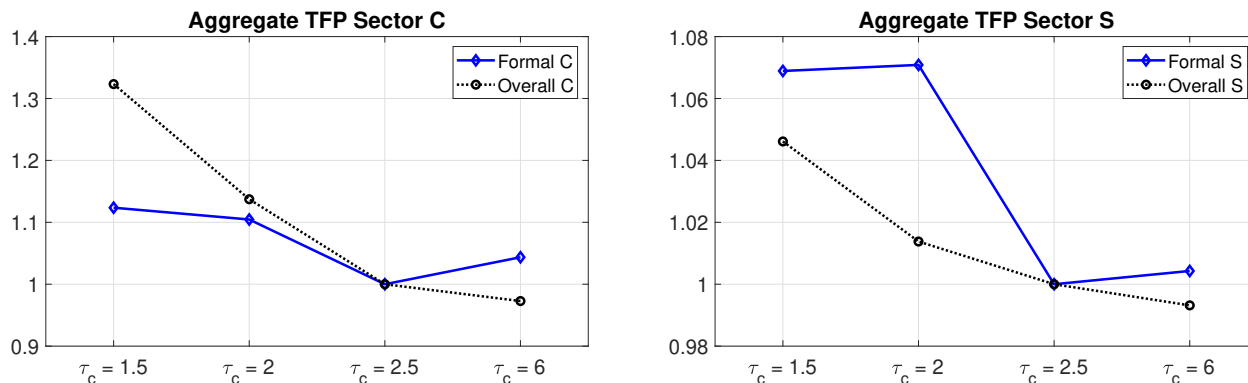 Aggregate TFP Sector C
1.4
1.3
1.2
1.1
1
0.9
Formal C
Overall C
τc = 1.5
τc = 2
τc = 2.5
τc = 6
Aggregate TFP Sector S
1.08
1.06
1.04
1.02
1
0.98
Formal S
Overall S
τc = 1.5
τc = 2
τc = 2.5
τc = 6